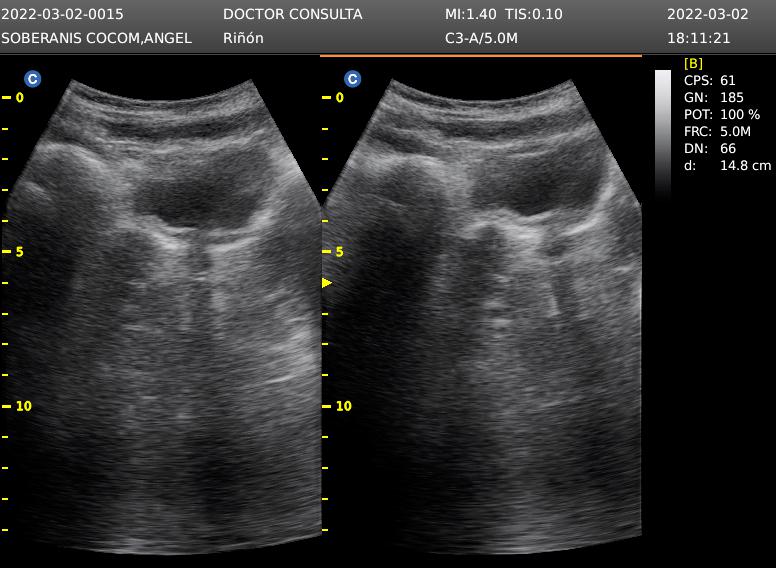 2022-03-02-0015 DOCTOR CONSULTA MI:1.40 TIS:0.10 2022-03-02
SOBERANIS COCOM,ANGEL Riñón C3-A/5.0M 18:11:21
C C
[B]
CPS: 61
GN: 185
POT: 100 %
FRC: 5.0M
DN: 66
d: 14.8 cm
0 0
5 5
10 10